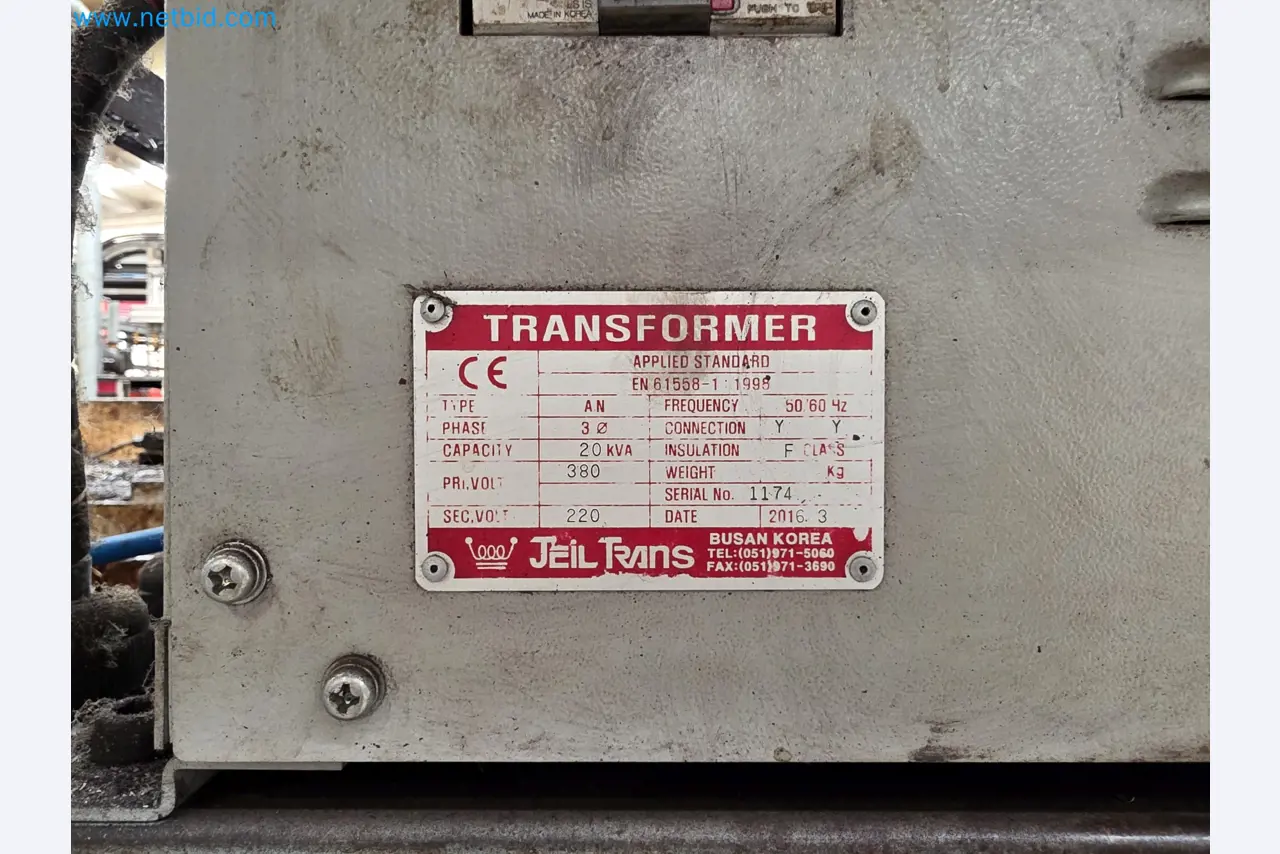 www.netbid.com
MADE IN KOREA
PUSH TO
TRANSFORMER
CE
APPLIED STANDARD
EN 61558-1 : 1998
TYPE AN FREQUENCY 50/60 Hz
PHASE 3 Ø CONNECTION Y Y
CAPACITY 20 KVA INSULATION F CLASS
PRI.VOLT 380 WEIGHT Kg
SERIAL No. 1174
SEC.VOLT 220 DATE 2016. 3
JEIL TRANS
BUSAN KOREA
TEL:(051)971-5060
FAX:(051)971-3690